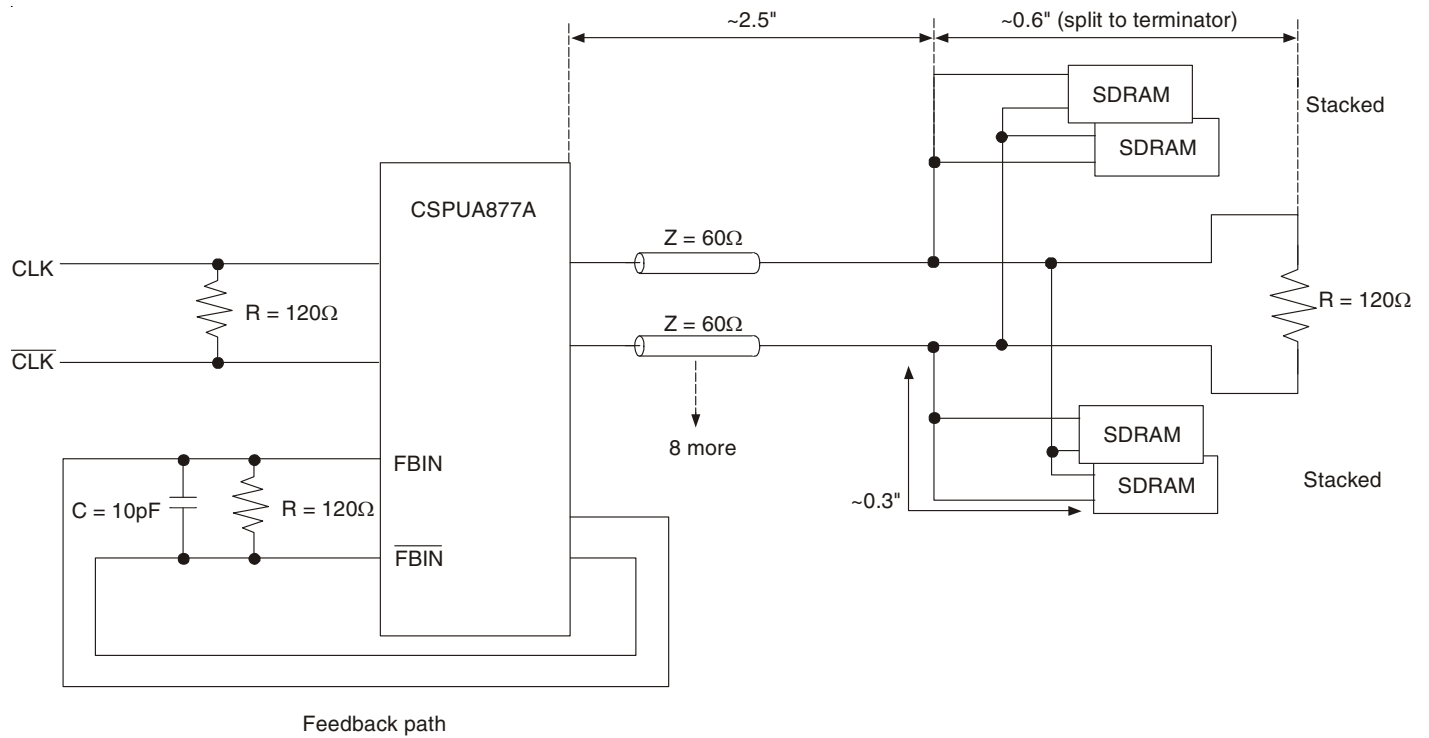 ~2.5"
~0.6" (split to terminator)
SDRAM
Stacked
SDRAM
CSPUA877A
Z = 60Ω
CLK
R = 120Ω
R = 120Ω
Z = 60Ω
CLK
8 more
SDRAM
FBIN
SDRAM
Stacked
~0.3"
C = 10pF
R = 120Ω
FBIN
Feedback path